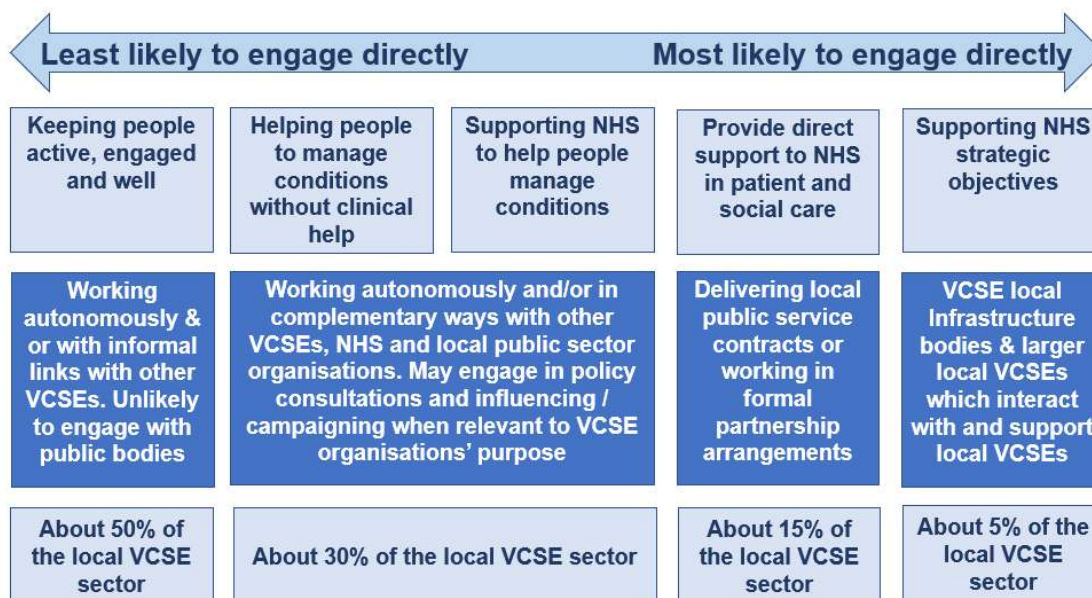 Least likely to engage directly
Most likely to engage directly
Keeping people
active, engaged
and well
Helping people
to manage
conditions
without clinical
help
Supporting NHS
to help people
manage
conditions
Provide direct
support to NHS
in patient and
social care
Supporting NHS
strategic
objectives
Working
autonomously &
or with informal
links with other
VCSEs. Unlikely
to engage with
public bodies
Working autonomously and/or in
complementary ways with other
VCSEs, NHS and local public sector
organisations. May engage in policy
consultations and influencing /
campaigning when relevant to VCSE
organisations’ purpose
Delivering local
public service
contracts or
working in
formal
partnership
arrangements
VCSE local
Infrastructure
bodies & larger
local VCSEs
which interact
with and support
local VCSEs
About 50% of
the local VCSE
sector
About 30% of the local VCSE sector
About 15% of
the local VCSE
sector
About 5% of the
local VCSE
sector